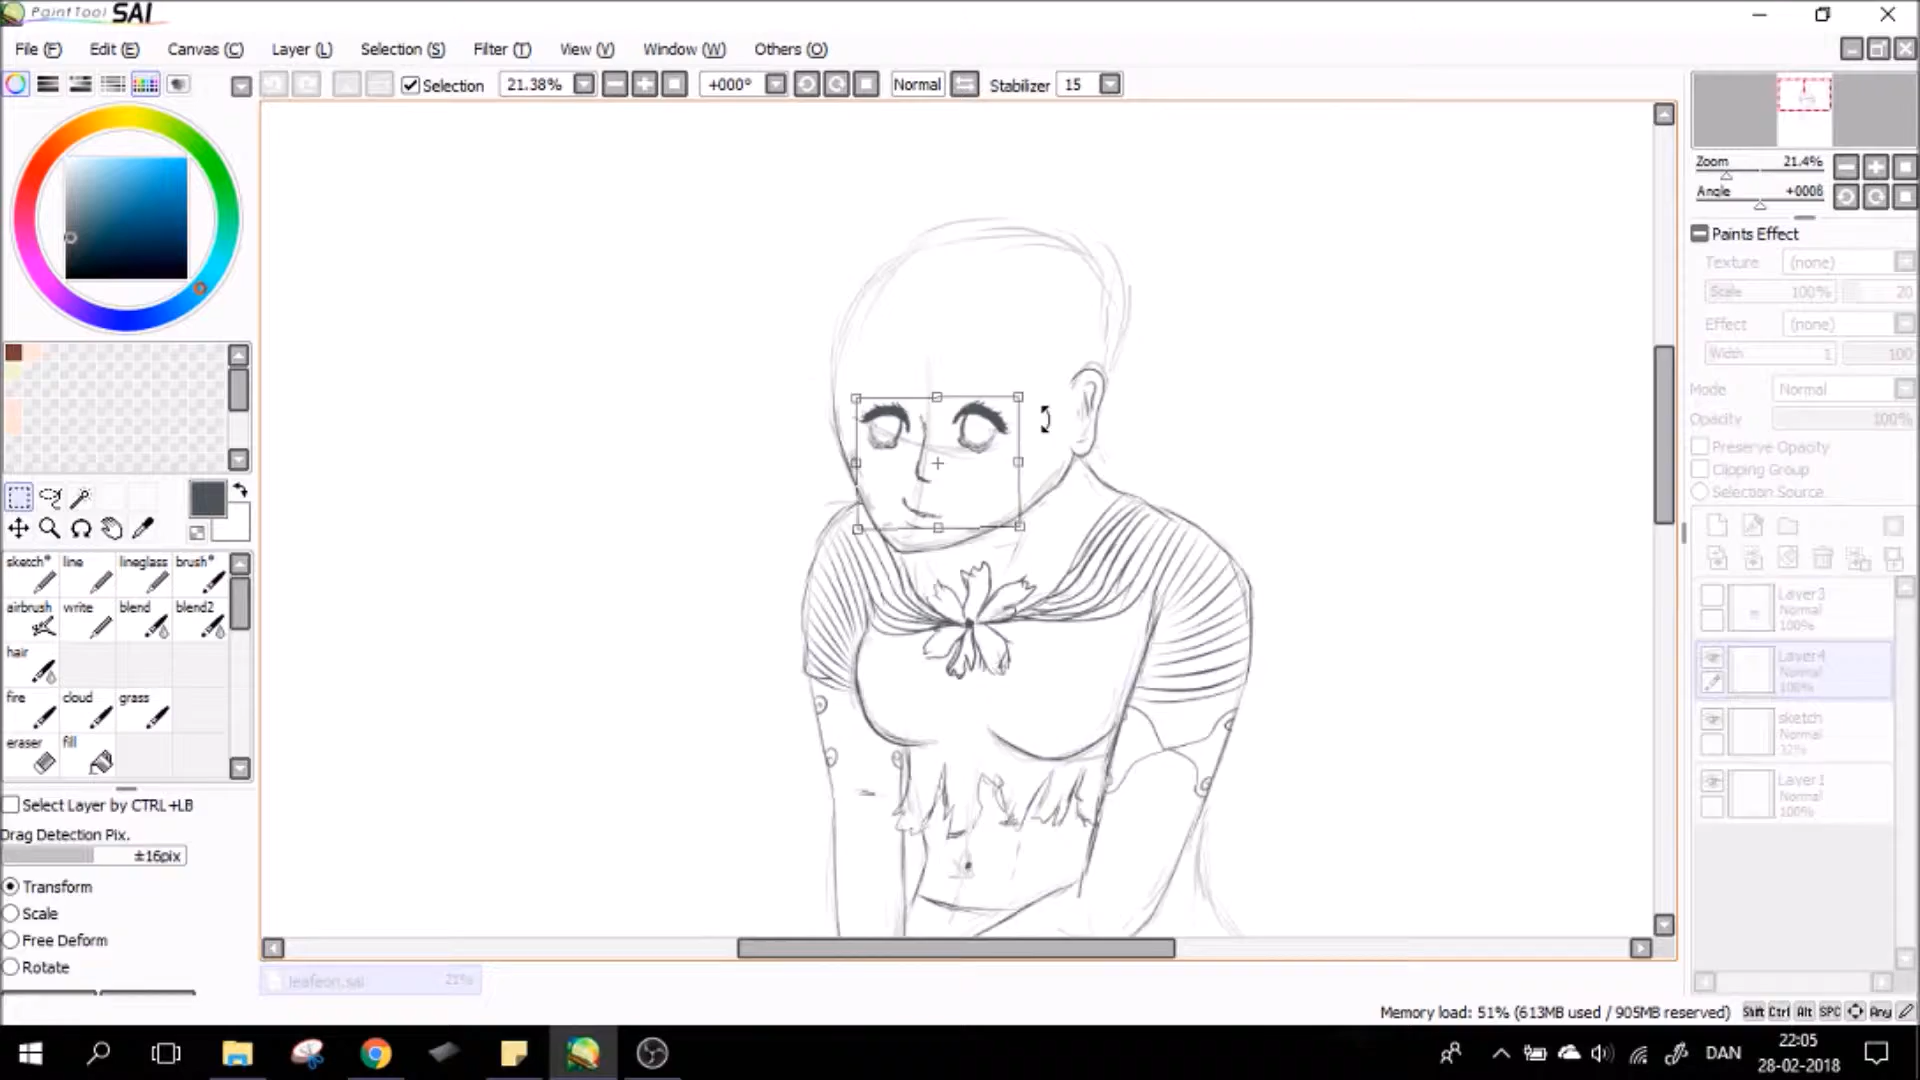 PaintTool SAI
File (F) Edit (E) Canvas (C) Layer (L) Selection (S) Filter (T) View (V) Window (W) Others (O)
Selection 21.38% +000° Normal Stabilizer 15
Zoom 21.4%
Angle +0008
Paints Effect
Texture (none)
Scale 100% 20
Effect (none)
Width 1 100
Mode Normal
Opacity 100%
Preserve Opacity
Clipping Group
Selection Source
sketch* line lineglass brush*
airbrush write blend blend2
hair
fire cloud grass
eraser fill
Layer3
Normal
100%
Layer4
Normal
100%
sketch
Normal
32%
Layer1
Normal
100%
Select Layer by CTRL+LB
Drag Detection Pix.
±16pix
Transform
Scale
Free Deform
Rotate
leafeon.sai 21%
Memory load: 51% (613MB used / 905MB reserved) Shift Ctrl Alt SPC Any
DAN
22:05
28-02-2018